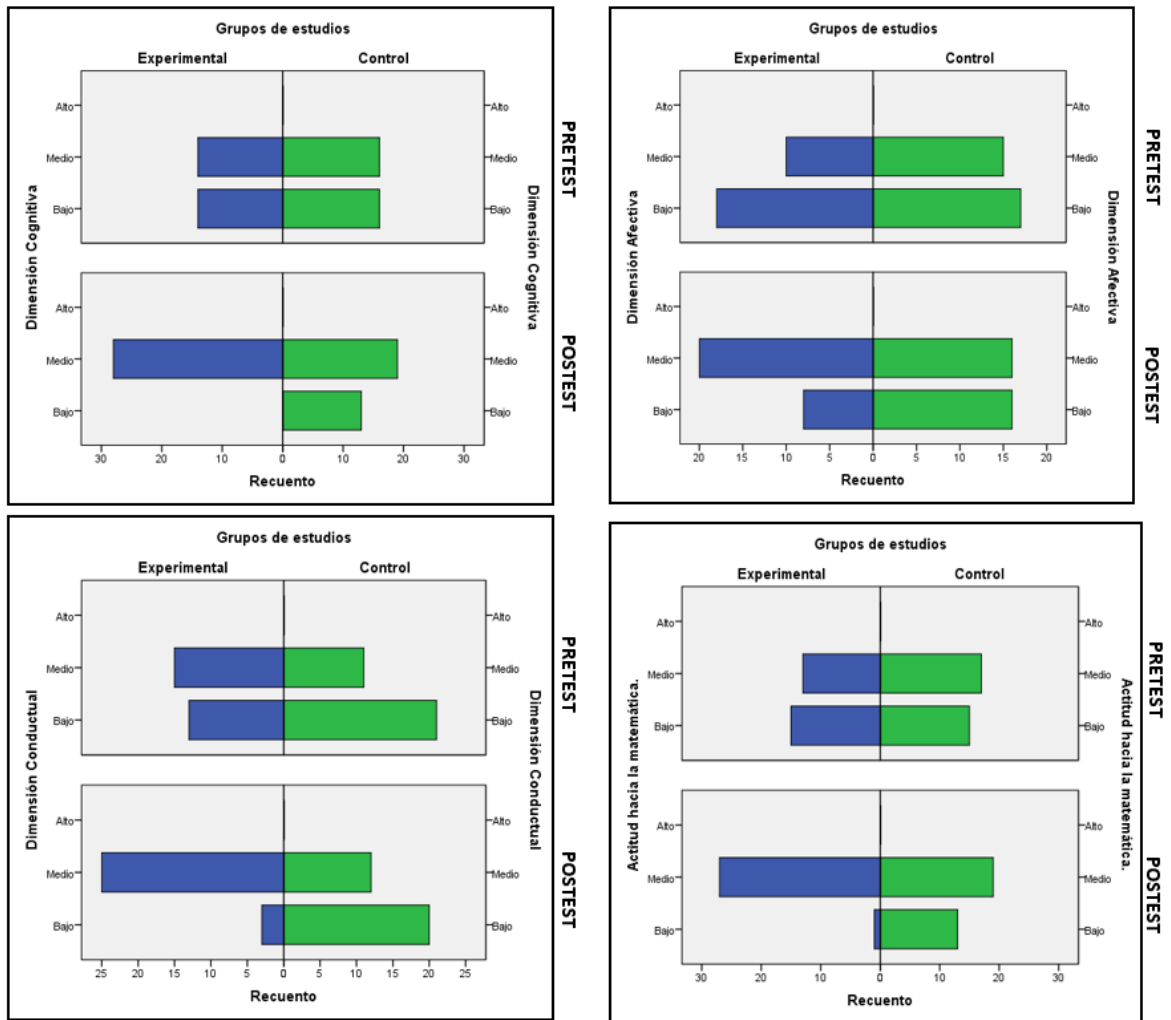 Grupos de estudios
Experimental Control
Alto Alto
Medio Medio
Bajo Bajo
PRETEST
Dimensión Cognitiva Dimensión Cognitiva
Alto Alto
Medio Medio
Bajo Bajo
POSTEST
30 20 10 0 10 20 30
Recuento
Grupos de estudios
Experimental Control
Alto Alto
Medio Medio
Bajo Bajo
PRETEST
Dimensión Afectiva Dimensión Afectiva
Alto Alto
Medio Medio
Bajo Bajo
POSTEST
20 15 10 5 0 5 10 15 20
Recuento
Grupos de estudios
Experimental Control
Alto Alto
Medio Medio
Bajo Bajo
PRETEST
Dimensión Conductual Dimensión Conductual
Alto Alto
Medio Medio
Bajo Bajo
POSTEST
25 20 15 10 5 0 5 10 15 20 25
Recuento
Grupos de estudios
Experimental Control
Alto Alto
Medio Medio
Bajo Bajo
PRETEST
Actitud hacia la matemática. Actitud hacia la matemática.
Alto Alto
Medio Medio
Bajo Bajo
POSTEST
30 20 10 0 10 20 30
Recuento